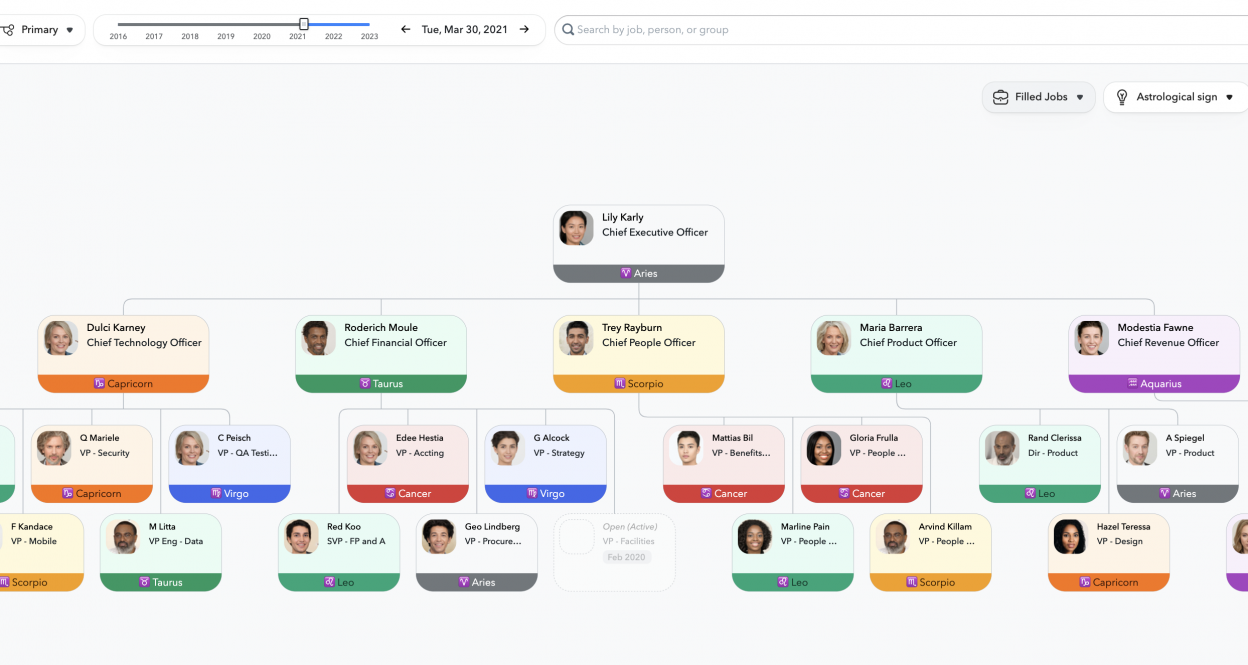 Primary ▼
2016 2017 2018 2019 2020 2021 2022 2023
← Tue, Mar 30, 2021 →
Search by job, person, or group
Filled Jobs ▼
Astrological sign ▼
Lily Karly
Chief Executive Officer
♈ Aries
Dulci Karney
Chief Technology Officer
♑ Capricorn
Roderich Moule
Chief Financial Officer
♉ Taurus
Trey Rayburn
Chief People Officer
♏ Scorpio
Maria Barrera
Chief Product Officer
♌ Leo
Modestia Fawne
Chief Revenue Officer
♒ Aquarius
Q Mariele
VP - Security
♑ Capricorn
C Peisch
VP - QA Testi...
♍ Virgo
Edee Hestia
VP - Accting
♋ Cancer
G Alcock
VP - Strategy
♍ Virgo
Mattias Bil
VP - Benefits...
♋ Cancer
Gloria Frulla
VP - People ...
♋ Cancer
Rand Clerissa
Dir - Product
♌ Leo
A Spiegel
VP - Product
♈ Aries
F Kandace
VP - Mobile
♏ Scorpio
M Litta
VP Eng - Data
♉ Taurus
Red Koo
SVP - FP and A
♌ Leo
Geo Lindberg
VP - Procure...
♈ Aries
Open (Active)
VP - Facilities
Feb 2020
Marline Pain
VP - People ...
♌ Leo
Arvind Killam
VP - People ...
♏ Scorpio
Hazel Teressa
VP - Design
♑ Capricorn